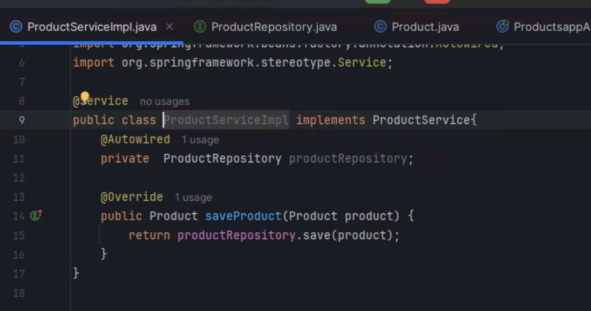 ProductServiceImpl.java ProductRepository.java Product.java ProductsappA
import org.springframework.beans.factory.annotation.Autowired;
6 import org.springframework.stereotype.Service;
7
8 @Service no usages
9 public class ProductServiceImpl implements ProductService{
10 @Autowired 1 usage
11 private ProductRepository productRepository;
12
13 @Override 1 usage
14 public Product saveProduct(Product product) {
15 return productRepository.save(product);
16 }
17 }
18